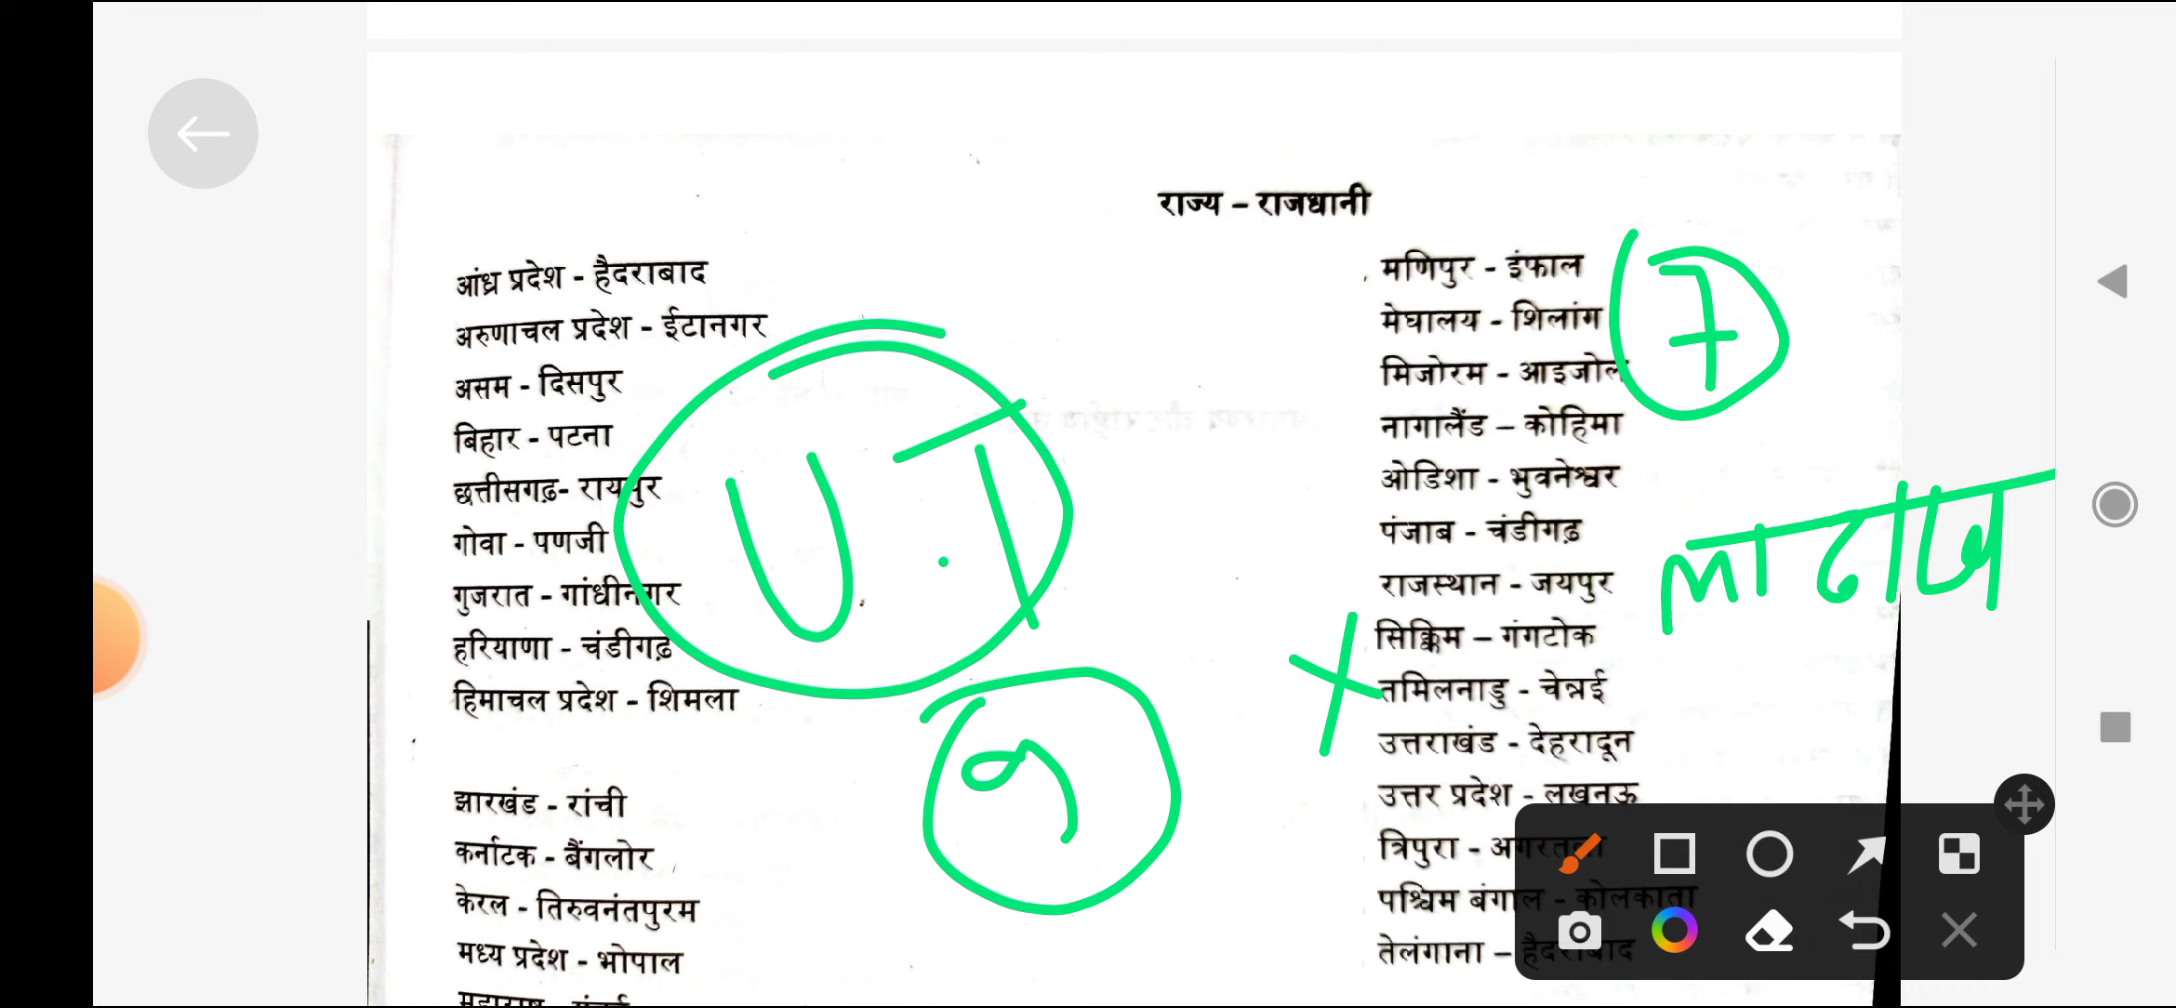 राज्य – राजधानी
आंध्र प्रदेश - हैदराबाद
अरुणाचल प्रदेश - ईटानगर
असम - दिसपुर
बिहार - पटना
छत्तीसगढ़- रायपुर
गोवा - पणजी
गुजरात - गांधीनगर
हरियाणा - चंडीगढ़
हिमाचल प्रदेश - शिमला
झारखंड - रांची
कर्नाटक - बैंगलोर
केरल - तिरुवनंतपुरम
मध्य प्रदेश - भोपाल
U.T
9
मणिपुर - इंफाल
मेघालय - शिलांग
मिजोरम - आइजोल
नागालैंड – कोहिमा
ओडिशा - भुवनेश्वर
पंजाब - चंडीगढ़
राजस्थान - जयपुर
सिक्किम – गंगटोक
तमिलनाडु - चेन्नई
उत्तराखंड - देहरादून
उत्तर प्रदेश - लखनऊ
त्रिपुरा - अगरतला
पश्चिम बंगाल - कोलकाता
तेलंगाना – हैदराबाद
7